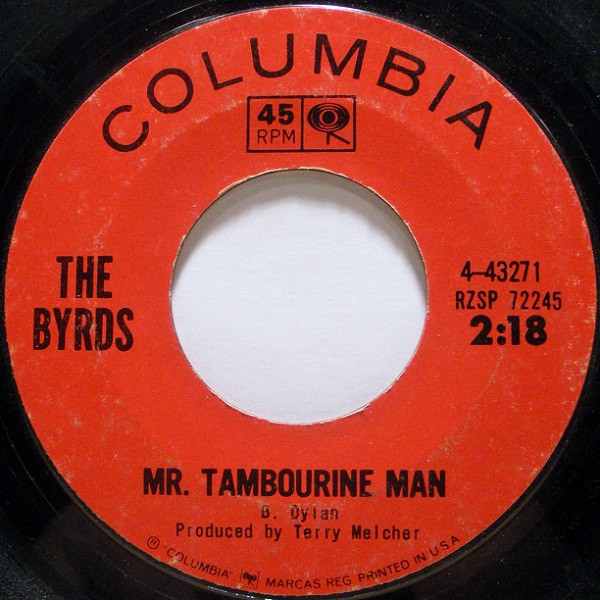 COLUMBIA
45
RPM
THE
BYRDS
4-43271
RZSP 72245
2:18
MR. TAMBOURINE MAN
B. Dylan
Produced by Terry Melcher
® "COLUMBIA" MARCAS REG. PRINTED IN U.S.A.